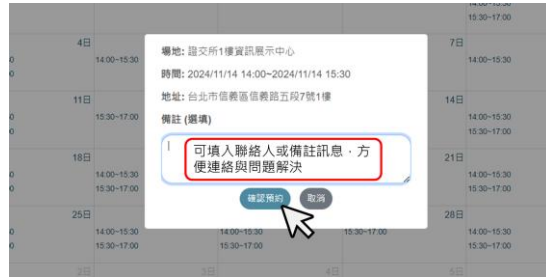 15:30~17:00
4日
7日
14:00~15:30
14:00~15:30
場地: 證交所1樓資訊展示中心
時間: 2024/11/14 14:00~2024/11/14 15:30
地址: 台北市信義區信義路五段7號1樓
備註 (選填)
可填入聯絡人或備註訊息，方
便連絡與問題解決
確認預約
取消
11日
14日
15:30~17:00
14:00~15:30
15:30~17:00
18日
21日
14:00~15:30
14:00~15:30
15:30~17:00
15:30~17:00
25日
28日
14:00~15:30
14:00~15:30
15:30~17:00
14:00~15:30
15:30~17:00
15:30~17:00
15:30~17:00
2日
3日
4日
5日